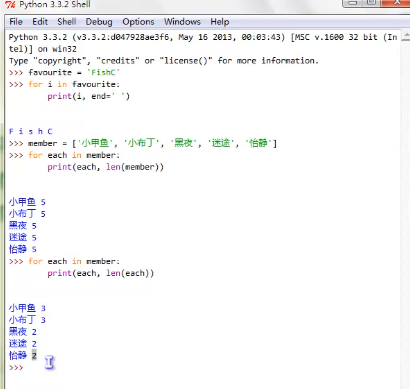 Python 3.3.2 Shell
File Edit Shell Debug Options Windows Help
Python 3.3.2 (v3.3.2:d047928ae3f6, May 16 2013, 00:03:43) [MSC v.1600 32 bit (In
tel)] on win32
Type "copyright", "credits" or "license()" for more information.
>>> favourite = 'FishC'
>>> for i in favourite:
        print(i, end=' ')
F i s h C
>>> member = ['小甲鱼', '小布丁', '黑夜', '迷途', '怡静']
>>> for each in member:
        print(each, len(member))
小甲鱼 5
小布丁 5
黑夜 5
迷途 5
怡静 5
>>> for each in member:
        print(each, len(each))
小甲鱼 3
小布丁 3
黑夜 2
迷途 2
怡静 2
>>>